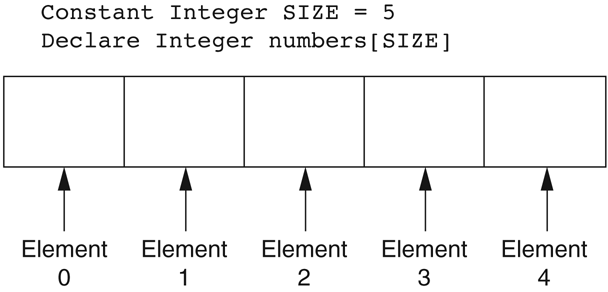 Constant Integer SIZE = 5
Declare Integer numbers[SIZE]
Element Element Element Element Element
0 1 2 3 4